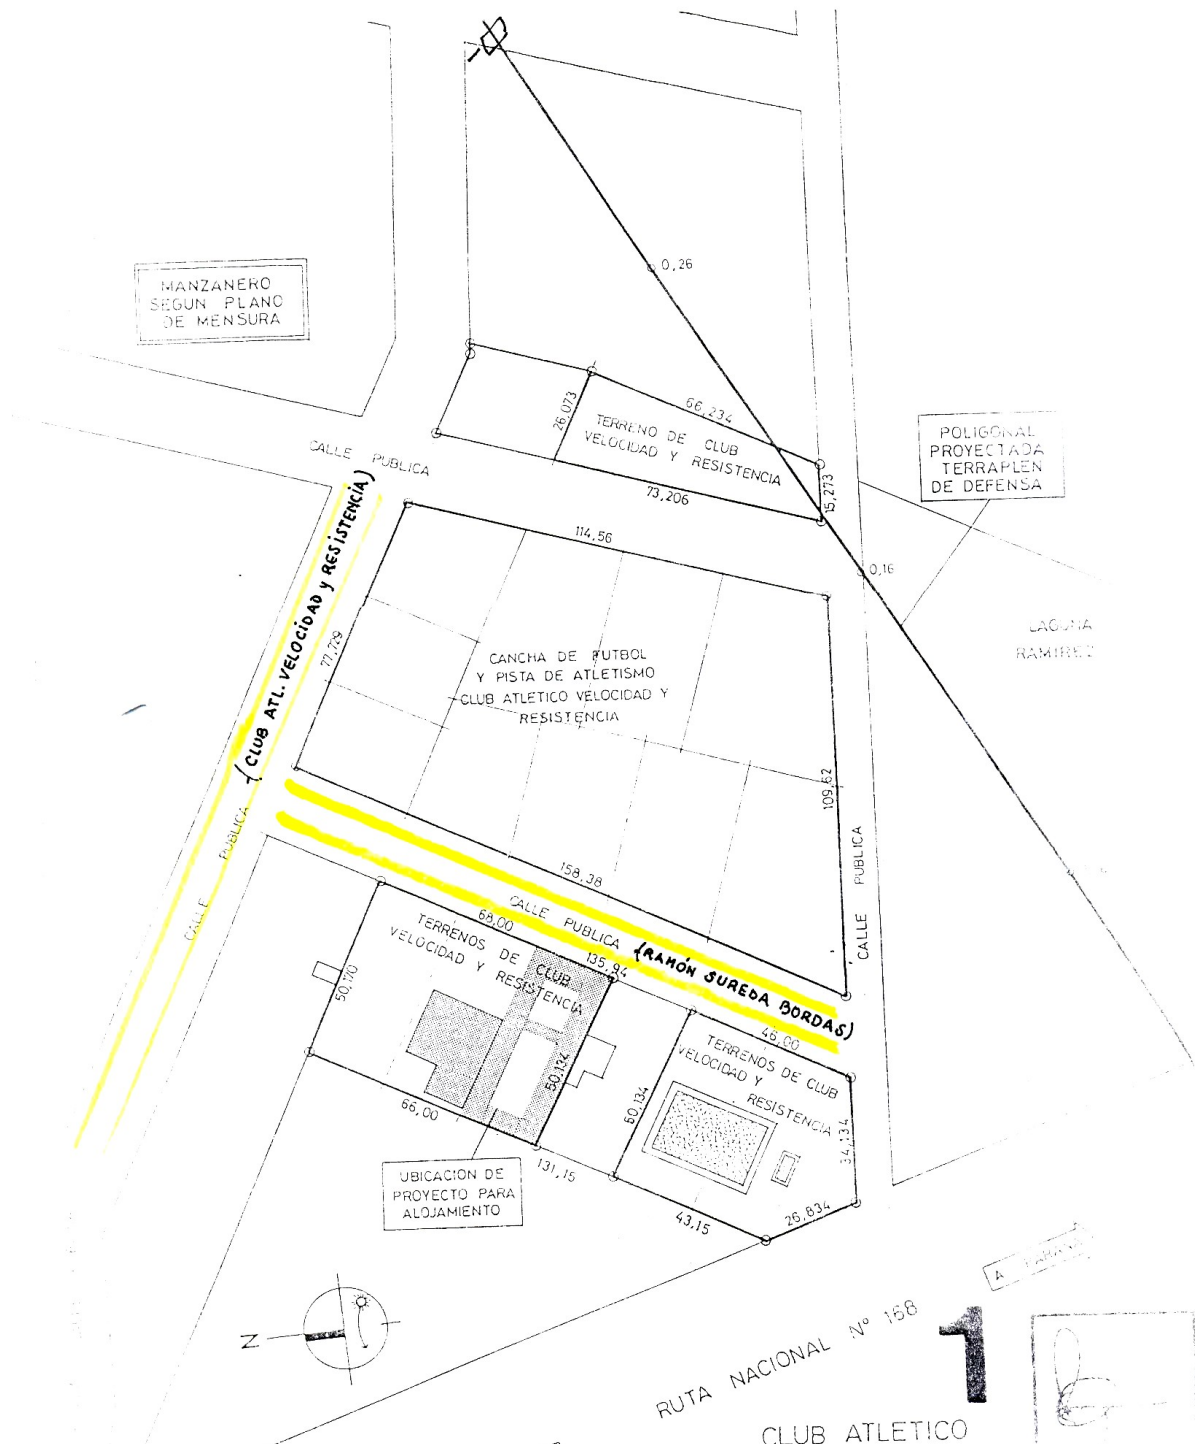 0,26
MANZANERO
SEGUN PLANO
DE MENSURA
66,234
26,073
TERRENO DE CLUB
VELOCIDAD Y RESISTENCIA
73,206
15,273
POLIGONAL
PROYECTADA
TERRAPLEN
DE DEFENSA
CALLE PUBLICA
114,56
0,16
LAGUNA
RAMIREZ
(CLUB ATL. VELOCIDAD y RESISTENCIA)
77,729
CANCHA DE FUTBOL
Y PISTA DE ATLETISMO
CLUB ATLETICO VELOCIDAD Y
RESISTENCIA
109,62
CALLE PUBLICA
158,38
CALLE PUBLICA
CALLE PUBLICA (RAMÓN SUREDA BORDAS)
68,00
135,94
TERRENOS DE CLUB
VELOCIDAD Y RESISTENCIA
50,170
50,134
46,00
TERRENOS DE CLUB
VELOCIDAD Y
RESISTENCIA
50,134
34,134
66,00
131,15
43,15
26,834
UBICACION DE
PROYECTO PARA
ALOJAMIENTO
N
A PARANA
RUTA NACIONAL Nº 168
1
CLUB ATLETICO